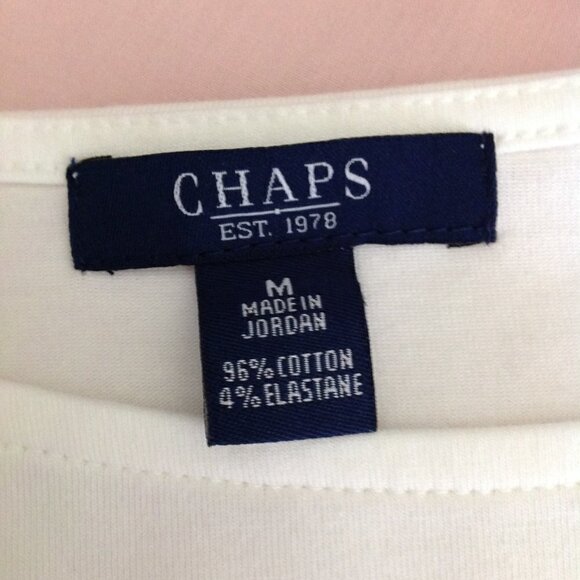 CHAPS
EST. 1978
M
MADE IN
JORDAN
96% COTTON
4% ELASTANE